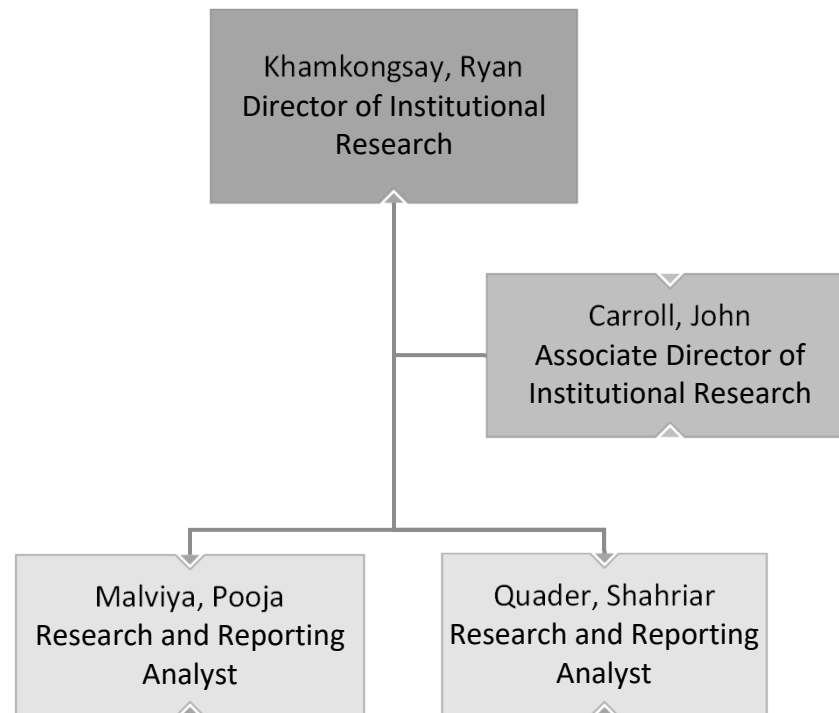 Khamkongsay, Ryan
Director of Institutional
Research
Carroll, John
Associate Director of
Institutional Research
Malviya, Pooja
Research and Reporting
Analyst
Quader, Shahriar
Research and Reporting
Analyst